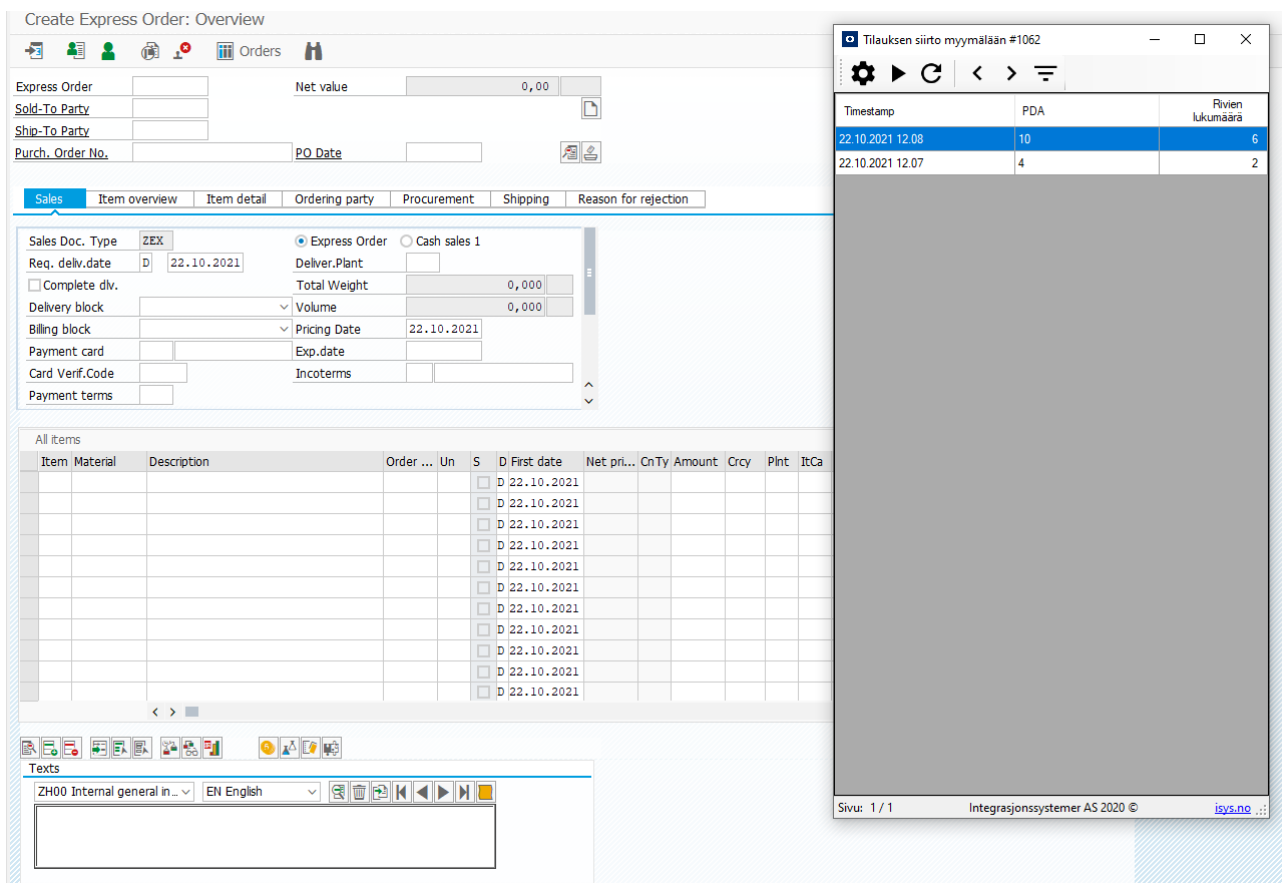 Create Express Order: Overview
Orders
Express Order
Net value 0,00
Sold-To Party
Ship-To Party
Purch. Order No.
PO Date
Sales Item overview Item detail Ordering party Procurement Shipping Reason for rejection
Sales Doc. Type ZEX Express Order Cash sales 1
Req. deliv.date D 22.10.2021 Deliver.Plant
Complete dlv. Total Weight 0,000
Delivery block Volume 0,000
Billing block Pricing Date 22.10.2021
Payment card Exp.date
Card Verif.Code Incoterms
Payment terms
All items
Item Material Description Order ... Un S D First date Net pri... CnTy Amount Crcy Plnt ItCa
D 22.10.2021
D 22.10.2021
D 22.10.2021
D 22.10.2021
D 22.10.2021
D 22.10.2021
D 22.10.2021
D 22.10.2021
D 22.10.2021
D 22.10.2021
D 22.10.2021
Texts
ZH00 Internal general in... EN English
Tilauksen siirto myymälään #1062
Timestamp PDA Rivien
lukumäärä
22.10.2021 12.08 10 6
22.10.2021 12.07 4 2
Sivu: 1 / 1 Integrasjonssystemer AS 2020 © isys.no